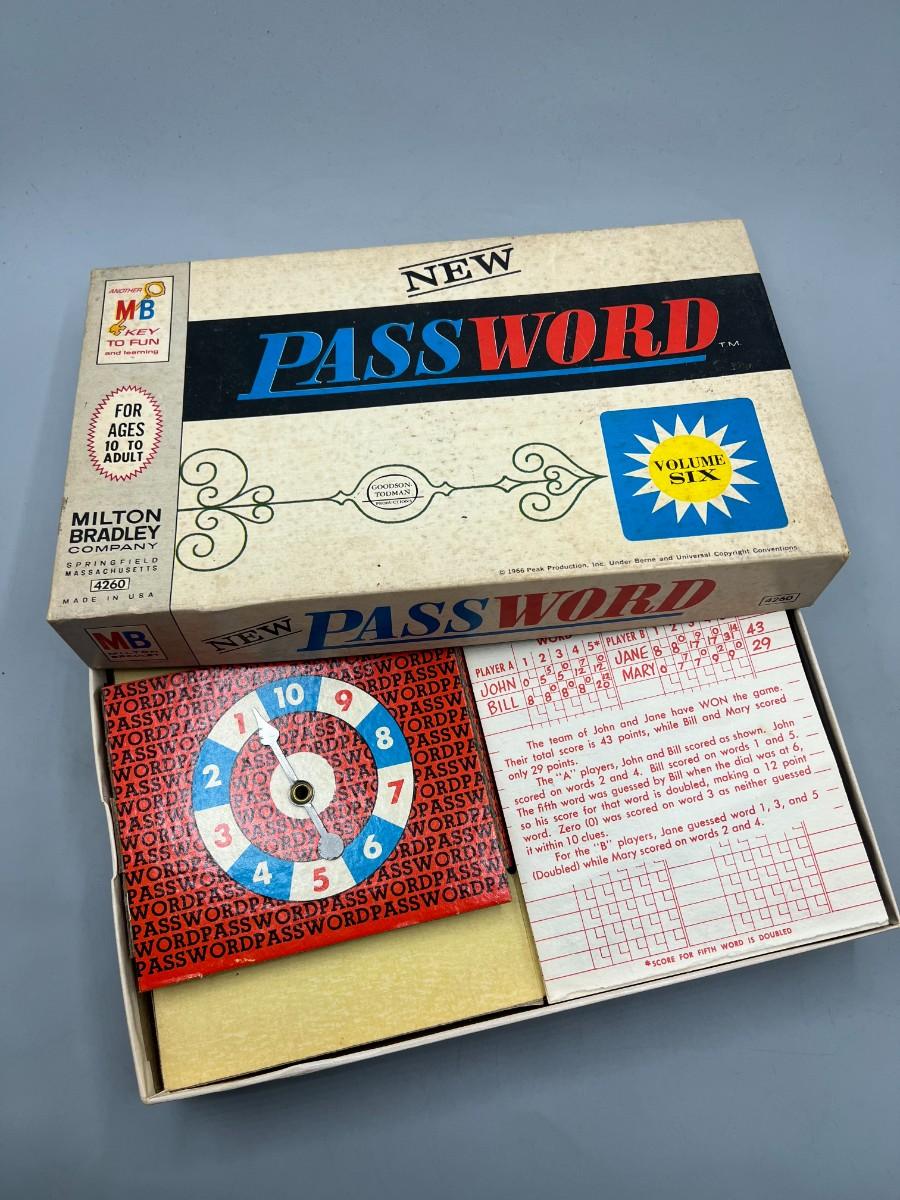 NEW
PASSWORD T.M.
ANOTHER
MB
KEY
TO FUN
and learning
FOR
AGES
10 TO
ADULT
MILTON
BRADLEY
COMPANY
SPRINGFIELD
MASSACHUSETTS
4260
MADE IN USA
GOODSON-
TODMAN
PRODUCTIONS
VOLUME
SIX
© 1966 Peak Production, Inc. Under Berne and Universal Copyright Conventions.
MB
MILTON
BRADLEY
NEW PASSWORD
4260
PASSWORDPASSWORDPASSWORD
10
9
8
7
6
5
4
3
2
1
WORD
PLAYER A 1 2 3 4 5* PLAYER B 1 2 3
JOHN JANE 43
BILL MARY 29
The team of John and Jane have WON the game.
Their total score is 43 points, while Bill and Mary scored
only 29 points.
The "A" players, John and Bill scored as shown. John
scored on words 2 and 4. Bill scored on words 1 and 5.
The fifth word was guessed by Bill when the dial was at 6,
so his score for that word is doubled, making a 12 point
word. Zero (0) was scored on word 3 as neither guessed
it within 10 clues.
For the "B" players, Jane guessed word 1, 3, and 5
(Doubled) while Mary scored on words 2 and 4.
*SCORE FOR FIFTH WORD IS DOUBLED